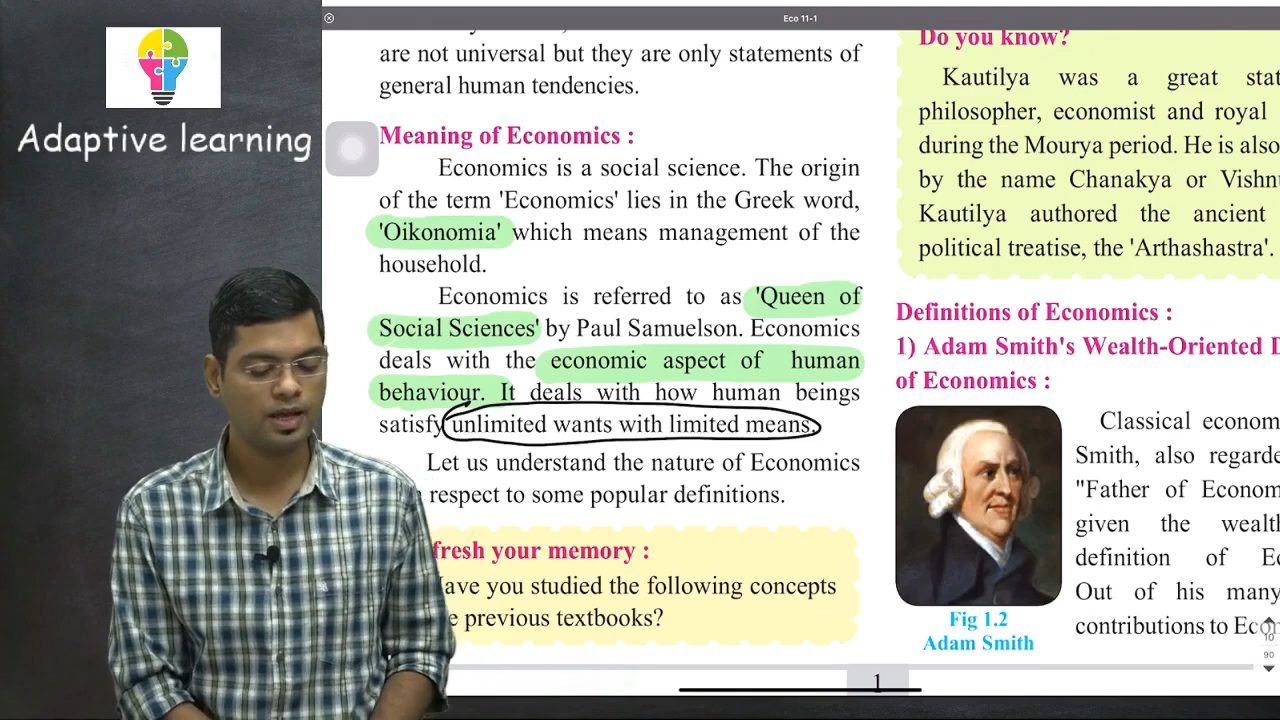 Eco 11-1
Adaptive learning
are not universal but they are only statements of
general human tendencies.
Meaning of Economics :
Economics is a social science. The origin
of the term 'Economics' lies in the Greek word,
'Oikonomia' which means management of the
household.
Economics is referred to as 'Queen of
Social Sciences' by Paul Samuelson. Economics
deals with the economic aspect of human
behaviour. It deals with how human beings
satisfy unlimited wants with limited means.
Let us understand the nature of Economics
respect to some popular definitions.
fresh your memory :
Have you studied the following concepts
previous textbooks?
Do you know?
Kautilya was a great
philosopher, economist and royal
during the Mourya period. He is also
by the name Chanakya or
Kautilya authored the ancient
political treatise, the 'Arthashastra'.
Definitions of Economics :
1) Adam Smith's Wealth-Oriented
of Economics :
Classical
Smith, also
"Father of
given the
definition of
Out of his many
contributions to
Fig 1.2
Adam Smith
1
10
90